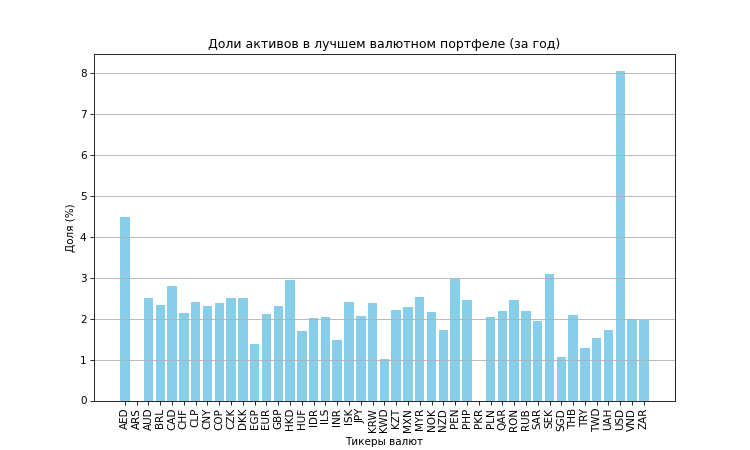 Доли активов в лучшем валютном портфеле (за год)
Доля (%)
8
7
6
5
4
3
2
1
0
AED ARS AUD BRL CAD CHF CLP CNY COP CZK DKK EGP EUR GBP HKD HUF IDR ILS INR ISK JPY KRW KWD KZT MXN MYR NOK NZD PEN PHP PKR PLN QAR RON RUB SAR SEK SGD THB TRY TWD UAH USD VND ZAR
Тикеры валют